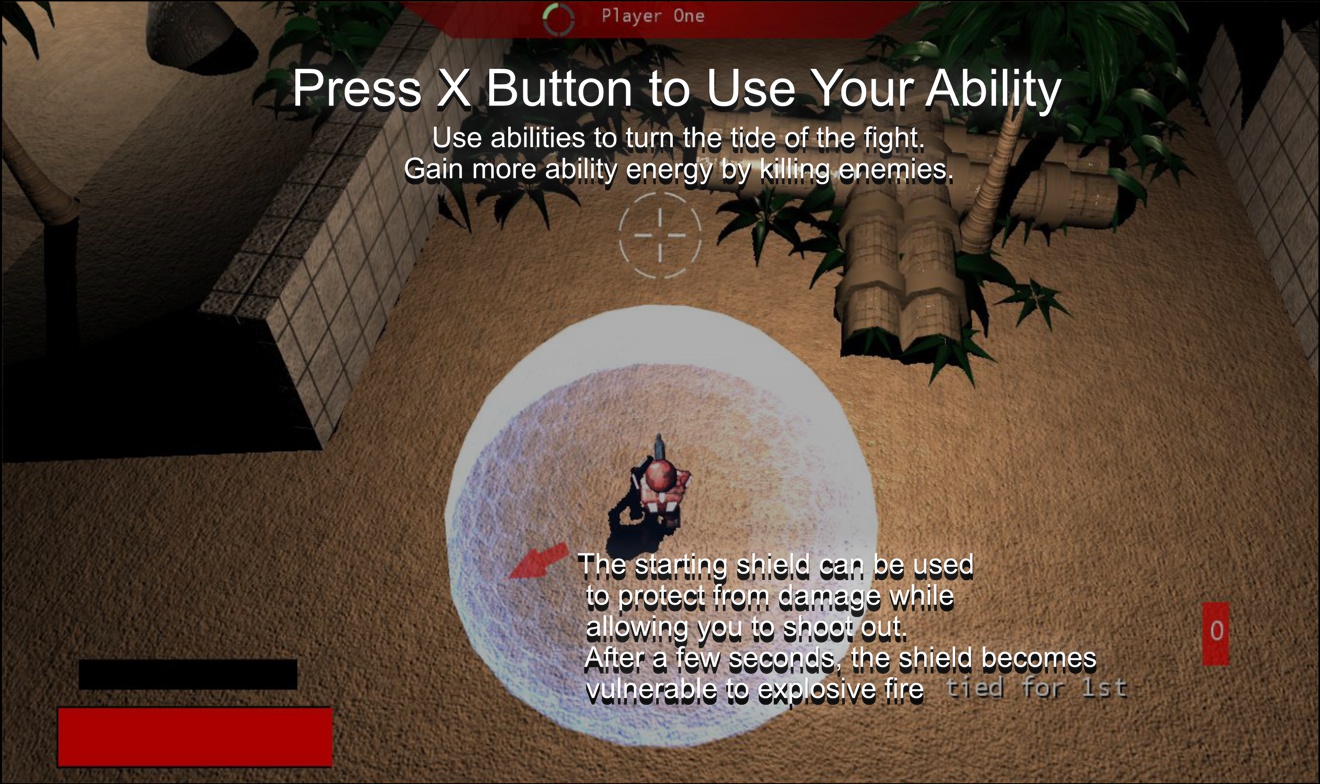 Player One
Press X Button to Use Your Ability
Use abilities to turn the tide of the fight.
Gain more ability energy by killing enemies.
The starting shield can be used
to protect from damage while
allowing you to shoot out.
After a few seconds, the shield becomes
vulnerable to explosive fire
0
tied for 1st